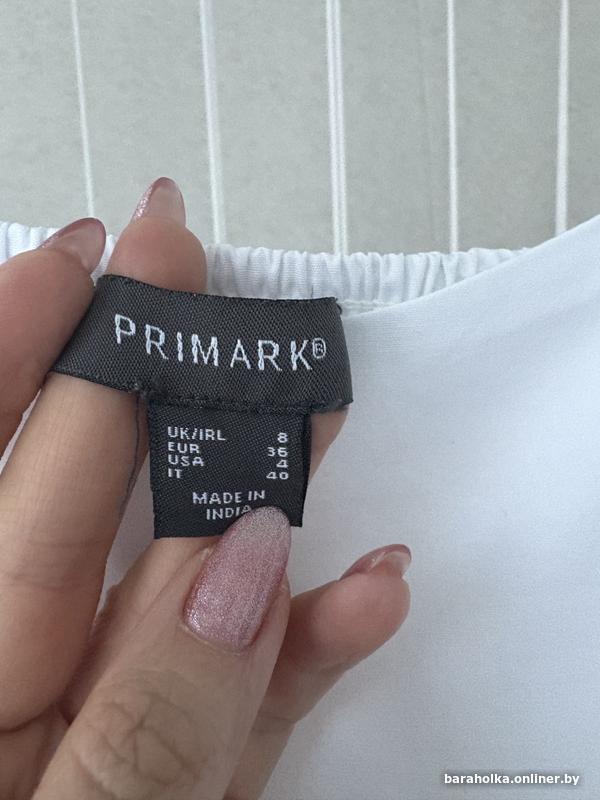 PRIMARK®
UK/IRL 8
EUR 36
USA 4
IT 40
MADE IN
INDIA
baraholka.onliner.by